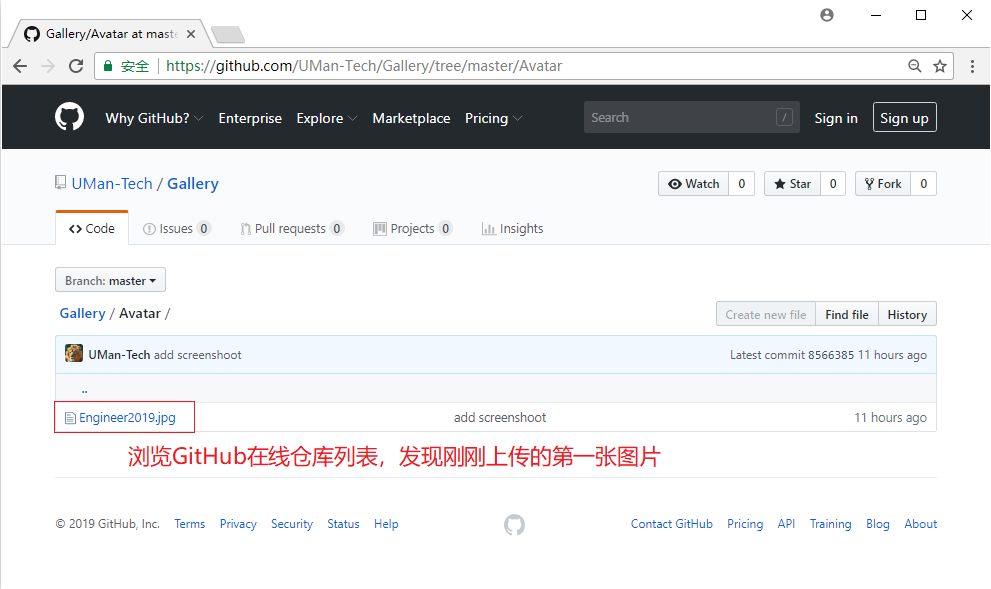 Gallery/Avatar at maste
安全 https://github.com/UMan-Tech/Gallery/tree/master/Avatar
Why GitHub? Enterprise Explore Marketplace Pricing Search / Sign in Sign up
UMan-Tech / Gallery Watch 0 Star 0 Fork 0
Code Issues 0 Pull requests 0 Projects 0 Insights
Branch: master
Gallery / Avatar / Create new file Find file History
UMan-Tech add screenshoot Latest commit 8566385 11 hours ago
..
Engineer2019.jpg add screenshoot 11 hours ago
浏览GitHub在线仓库列表，发现刚刚上传的第一张图片
© 2019 GitHub, Inc. Terms Privacy Security Status Help Contact GitHub Pricing API Training Blog About